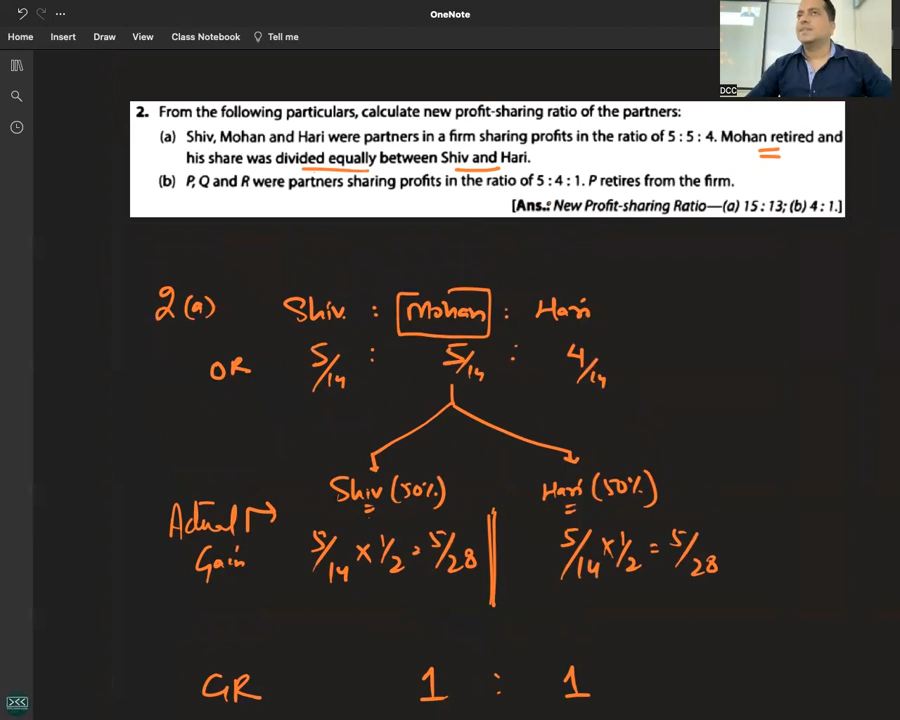 OneNote
Home Insert Draw View Class Notebook Tell me
DCC
2. From the following particulars, calculate new profit-sharing ratio of the partners:
(a) Shiv, Mohan and Hari were partners in a firm sharing profits in the ratio of 5 : 5 : 4. Mohan retired and
his share was divided equally between Shiv and Hari.
(b) P, Q and R were partners sharing profits in the ratio of 5 : 4 : 1. P retires from the firm.
[Ans.: New Profit-sharing Ratio—(a) 15 : 13; (b) 4 : 1.]
2(a) Shiv : Mohan : Hari
OR 5/14 : 5/14 : 4/14
Shiv (50%) Hari (50%)
Actual
Gain 5/14 × 1/2 = 5/28 5/14 × 1/2 = 5/28
GR 1 : 1